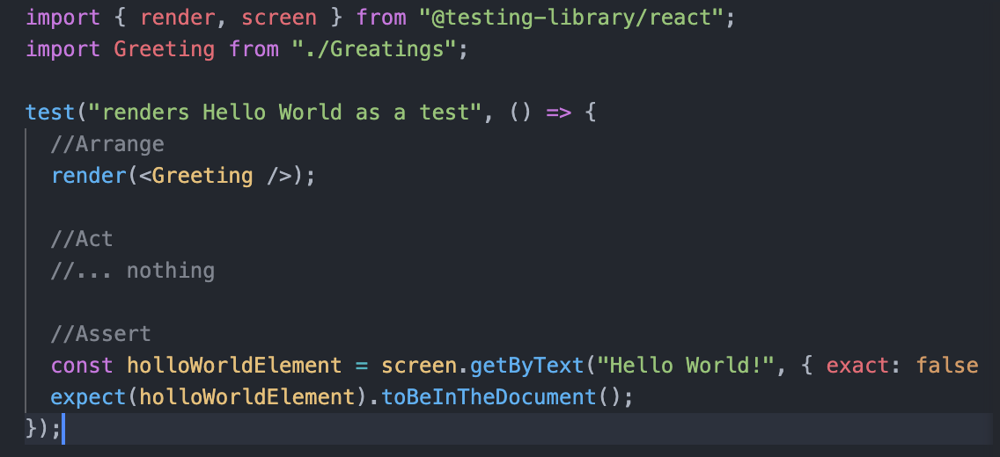 import { render, screen } from "@testing-library/react";
import Greeting from "./Greatings";
test("renders Hello World as a test", () => {
//Arrange
render(<Greeting />);
//Act
//... nothing
//Assert
const holloWorldElement = screen.getByText("Hello World!", { exact: false
expect(holloWorldElement).toBeInTheDocument();
});